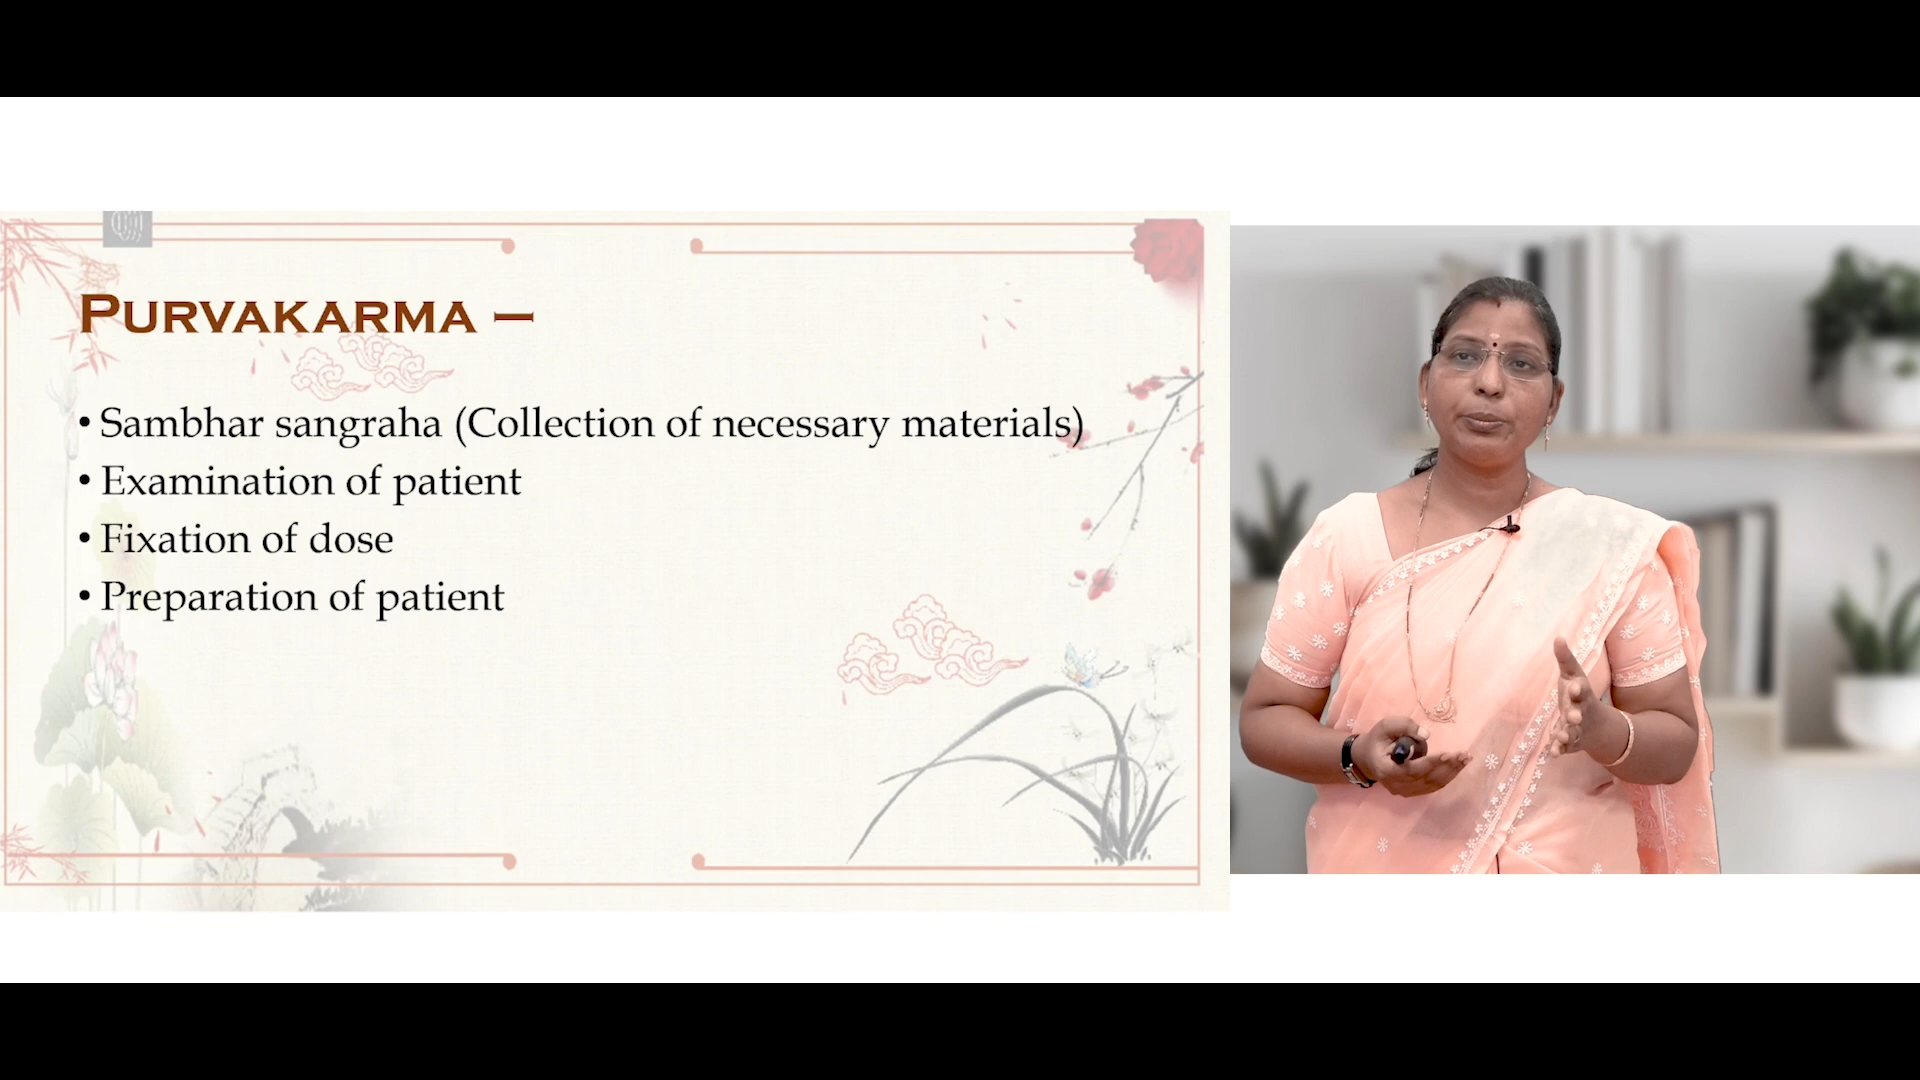 PURVAKARMA –
• Sambhar sangraha (Collection of necessary materials)
• Examination of patient
• Fixation of dose
• Preparation of patient